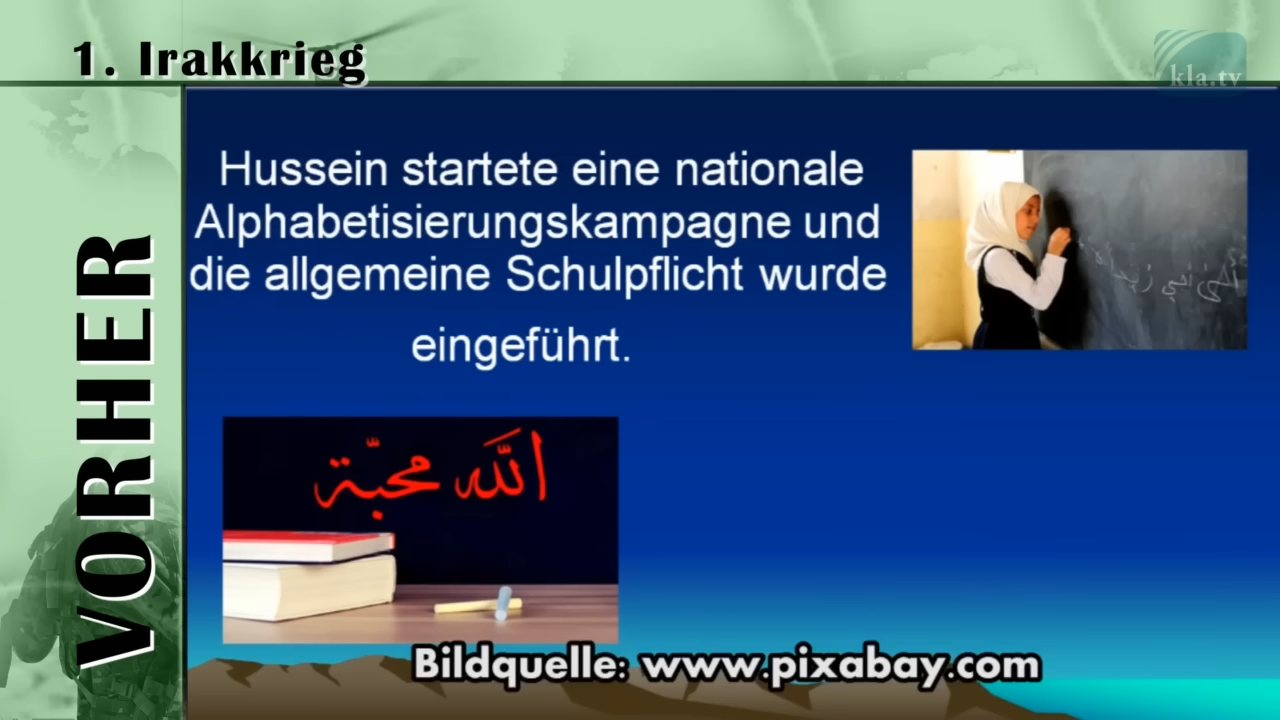 1. Irakkrieg
kla.tv
VORHER
Hussein startete eine nationale
Alphabetisierungskampagne und
die allgemeine Schulpflicht wurde
eingeführt.
الله محبّة
Bildquelle: www.pixabay.com